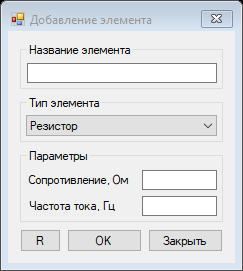 Добавление элемента
Название элемента
Тип элемента
Резистор
Параметры
Сопротивление, Ом
Частота тока, Гц
R OK Закрыть